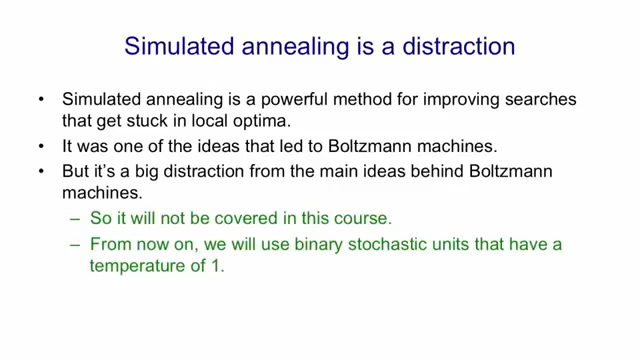 Simulated annealing is a distraction
• Simulated annealing is a powerful method for improving searches
that get stuck in local optima.
• It was one of the ideas that led to Boltzmann machines.
• But it's a big distraction from the main ideas behind Boltzmann
machines.
– So it will not be covered in this course.
– From now on, we will use binary stochastic units that have a
temperature of 1.